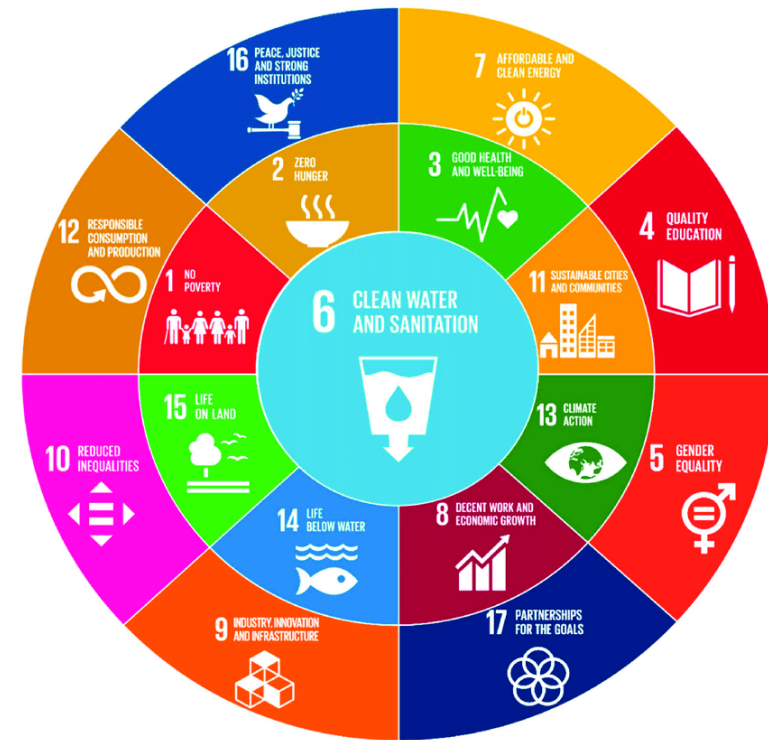 16 PEACE, JUSTICE
AND STRONG
INSTITUTIONS
7 AFFORDABLE AND
CLEAN ENERGY
2 ZERO
HUNGER
3 GOOD HEALTH
AND WELL-BEING
12 RESPONSIBLE
CONSUMPTION
AND PRODUCTION
4 QUALITY
EDUCATION
1 NO
POVERTY
11 SUSTAINABLE CITIES
AND COMMUNITIES
6 CLEAN WATER
AND SANITATION
15 LIFE
ON LAND
13 CLIMATE
ACTION
10 REDUCED
INEQUALITIES
5 GENDER
EQUALITY
14 LIFE
BELOW WATER
8 DECENT WORK AND
ECONOMIC GROWTH
9 INDUSTRY, INNOVATION
AND INFRASTRUCTURE
17 PARTNERSHIPS
FOR THE GOALS